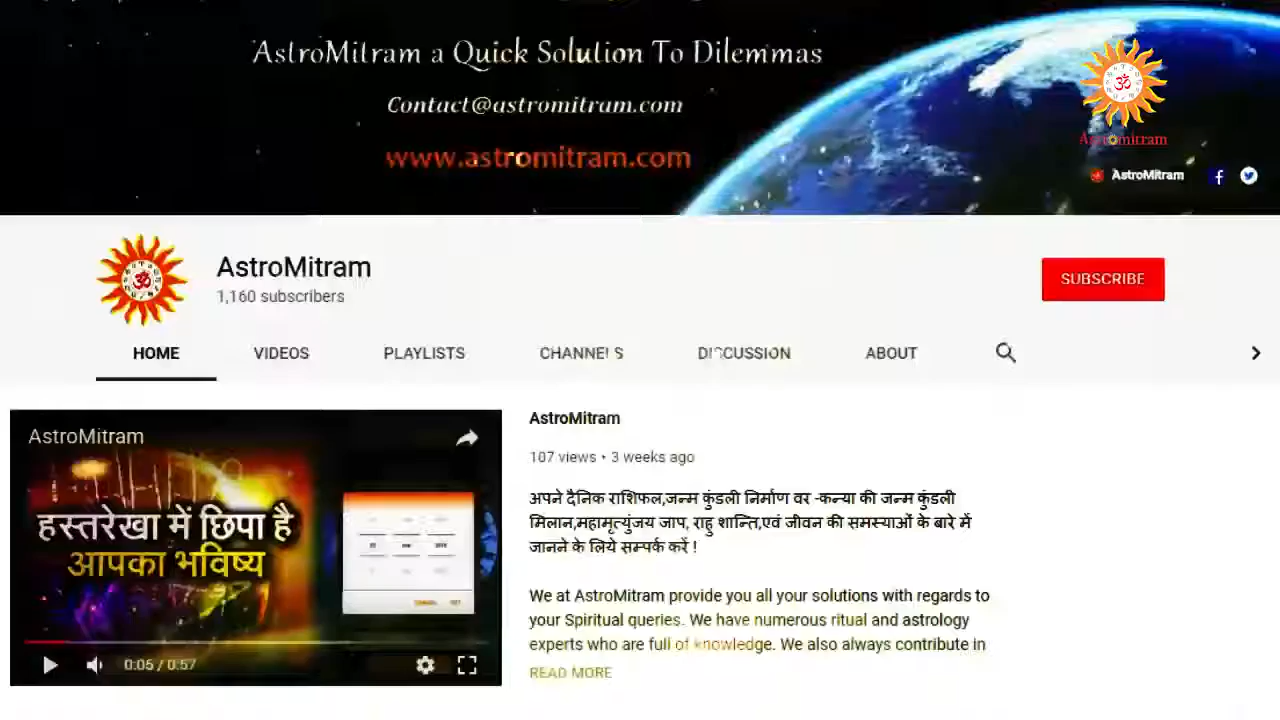 AstroMitram a Quick Solution To Dilemmas
Contact@astromitram.com
www.astromitram.com
ॐ
Astromitram
AstroMitram
AstroMitram
1,160 subscribers
SUBSCRIBE
HOME VIDEOS PLAYLISTS CHANNELS DISCUSSION ABOUT
AstroMitram
हस्तरेखा में छिपा है
आपका भविष्य
0:05 / 0:57
AstroMitram
107 views • 3 weeks ago
अपने दैनिक राशिफल,जन्म कुंडली निर्माण वर -कन्या की जन्म कुंडली
मिलान,महामृत्युंजय जाप, राहु शान्ति,एवं जीवन की समस्याओं के बारे में
जानने के लिये सम्पर्क करें !
We at AstroMitram provide you all your solutions with regards to
your Spiritual queries. We have numerous ritual and astrology
experts who are full of knowledge. We also always contribute in
READ MORE